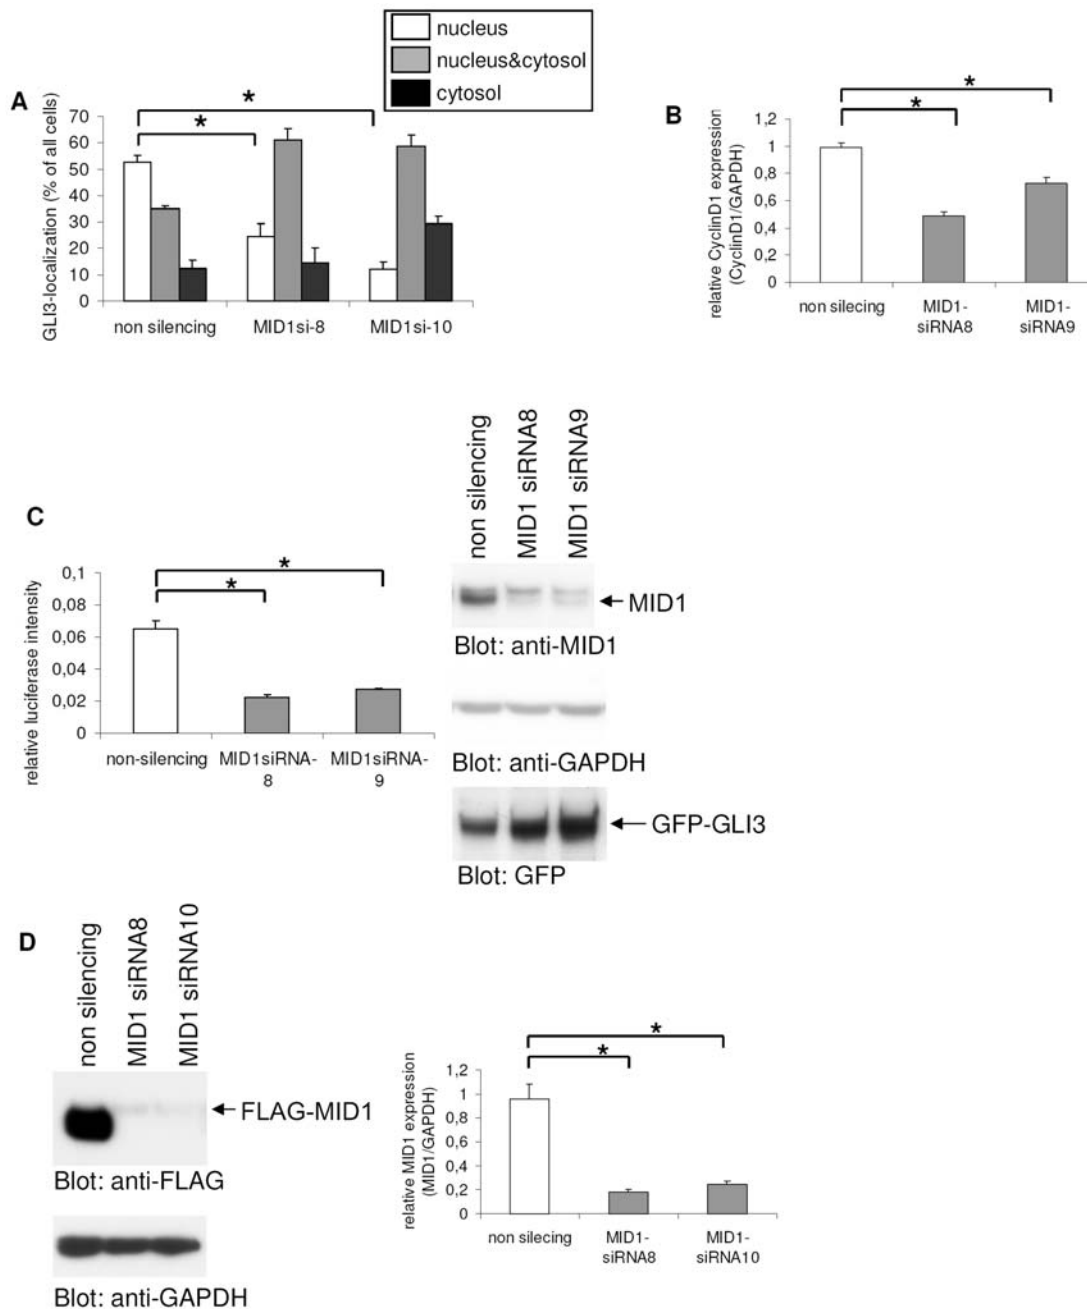 nucleus
nucleus&cytosol
cytosol
A
GLI3-localization (% of all cells)
70
60
50
40
30
20
10
0
*
*
non silencing
MID1si-8
MID1si-10
B
relative CyclinD1 expression
(CyclinD1/GAPDH)
1,2
1
0,8
0,6
0,4
0,2
0
*
*
non silecing
MID1-
siRNA8
MID1-
siRNA9
C
relative luciferase intensity
0,1
0,08
0,06
0,04
0,02
0
*
*
non-silencing
MID1siRNA-
8
MID1siRNA-
9
non silencing
MID1 siRNA8
MID1 siRNA9
MID1
Blot: anti-MID1
Blot: anti-GAPDH
GFP-GLI3
Blot: GFP
D
non silencing
MID1 siRNA8
MID1 siRNA10
FLAG-MID1
Blot: anti-FLAG
Blot: anti-GAPDH
relative MID1 expression
(MID1/GAPDH)
1,2
1
0,8
0,6
0,4
0,2
0
*
*
non silecing
MID1-
siRNA8
MID1-
siRNA10